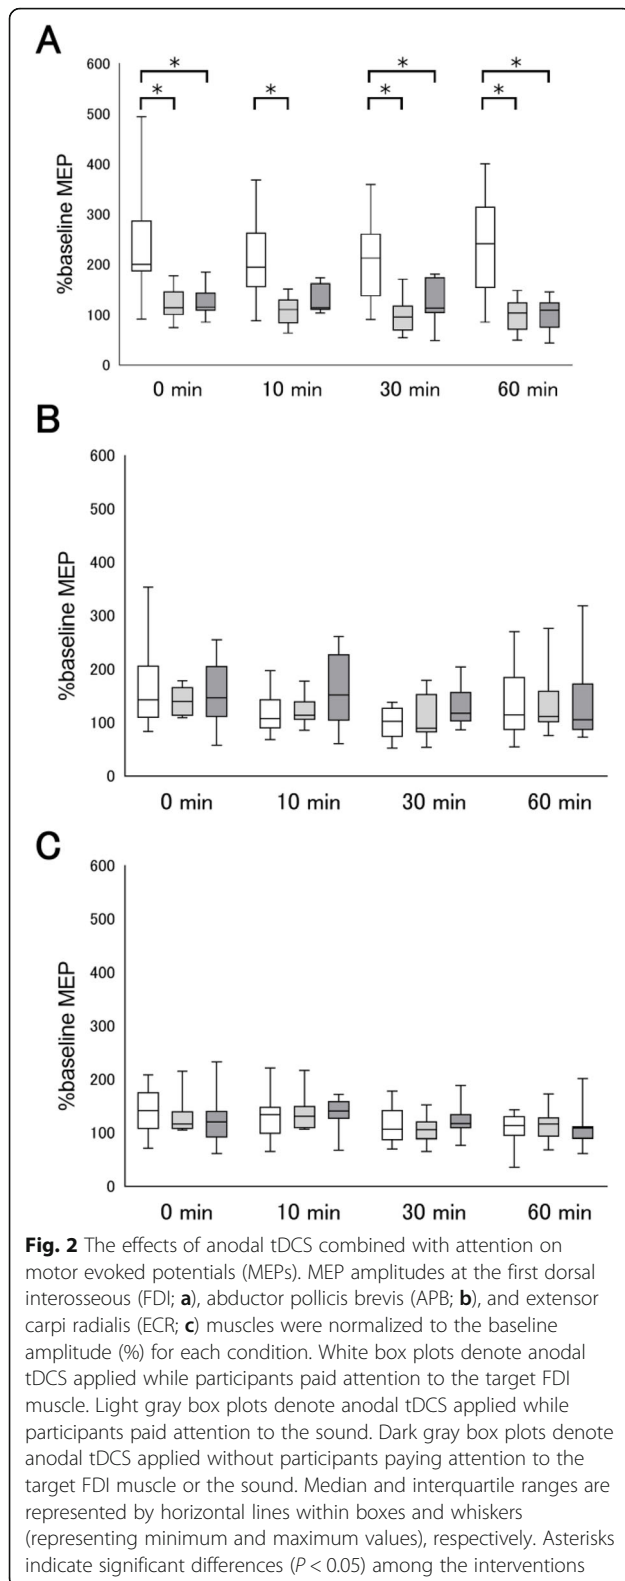 A
600
500
400
300
200
100
0
%baseline MEP
* * * * * * *
0 min 10 min 30 min 60 min
B
600
500
400
300
200
100
0
%baseline MEP
0 min 10 min 30 min 60 min
C
600
500
400
300
200
100
0
%baseline MEP
0 min 10 min 30 min 60 min
Fig. 2 The effects of anodal tDCS combined with attention on
motor evoked potentials (MEPs). MEP amplitudes at the first dorsal
interosseous (FDI; a), abductor pollicis brevis (APB; b), and extensor
carpi radialis (ECR; c) muscles were normalized to the baseline
amplitude (%) for each condition. White box plots denote anodal
tDCS applied while participants paid attention to the target FDI
muscle. Light gray box plots denote anodal tDCS applied while
participants paid attention to the sound. Dark gray box plots denote
anodal tDCS applied without participants paying attention to the
target FDI muscle or the sound. Median and interquartile ranges are
represented by horizontal lines within boxes and whiskers
(representing minimum and maximum values), respectively. Asterisks
indicate significant differences (P < 0.05) among the interventions